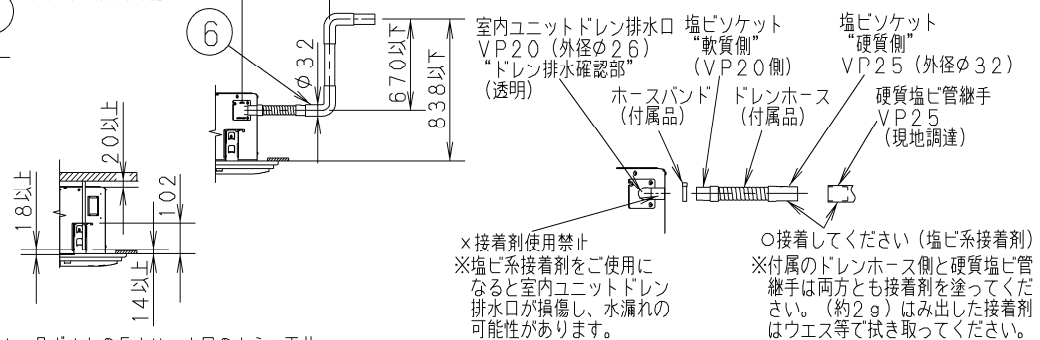 6
φ32
670以下
838以下
20以上
18以上
102
14以上
室内ユニットドレン排水口
VP20（外径φ26）
“ドレン排水確認部”
（透明）
塩ビソケット
“軟質側”
（VP20側）
塩ビソケット
“硬質側”
VP25（外径φ32）
ホースバンド
（付属品）
ドレンホース
（付属品）
硬質塩ビ管継手
VP25
（現地調達）
×接着剤使用禁止
※塩ビ系接着剤をご使用に
なると室内ユニットドレン
排水口が損傷し、水漏れの
可能性があります。
○接着してください（塩ビ系接着剤）
※付属のドレンホース側と硬質塩ビ管
継手は両方とも接着剤を塗ってくだ
さい。（約2g）はみ出した接着剤
はウエス等で拭き取ってください。